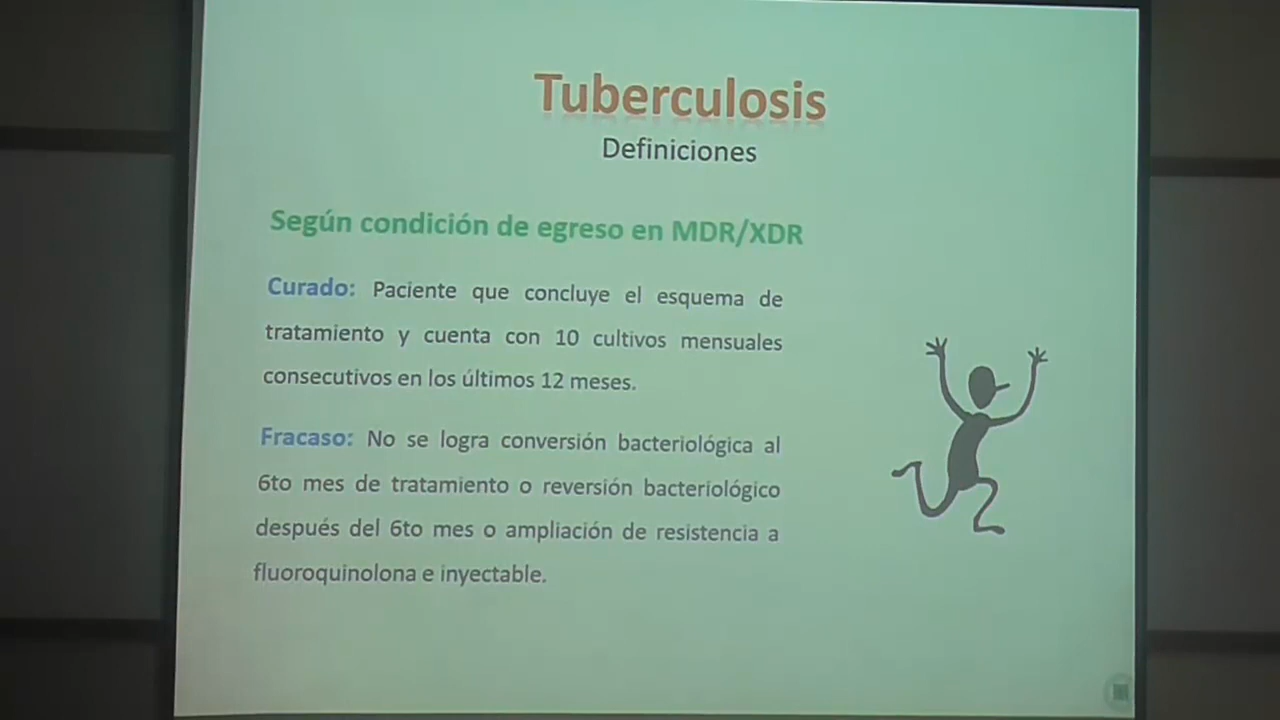 Tuberculosis
Definiciones
Según condición de egreso en MDR/XDR
Curado: Paciente que concluye el esquema de
tratamiento y cuenta con 10 cultivos mensuales
consecutivos en los últimos 12 meses.
Fracaso: No se logra conversión bacteriológica al
6to mes de tratamiento o reversión bacteriológico
después del 6to mes o ampliación de resistencia a
fluoroquinolona e inyectable.